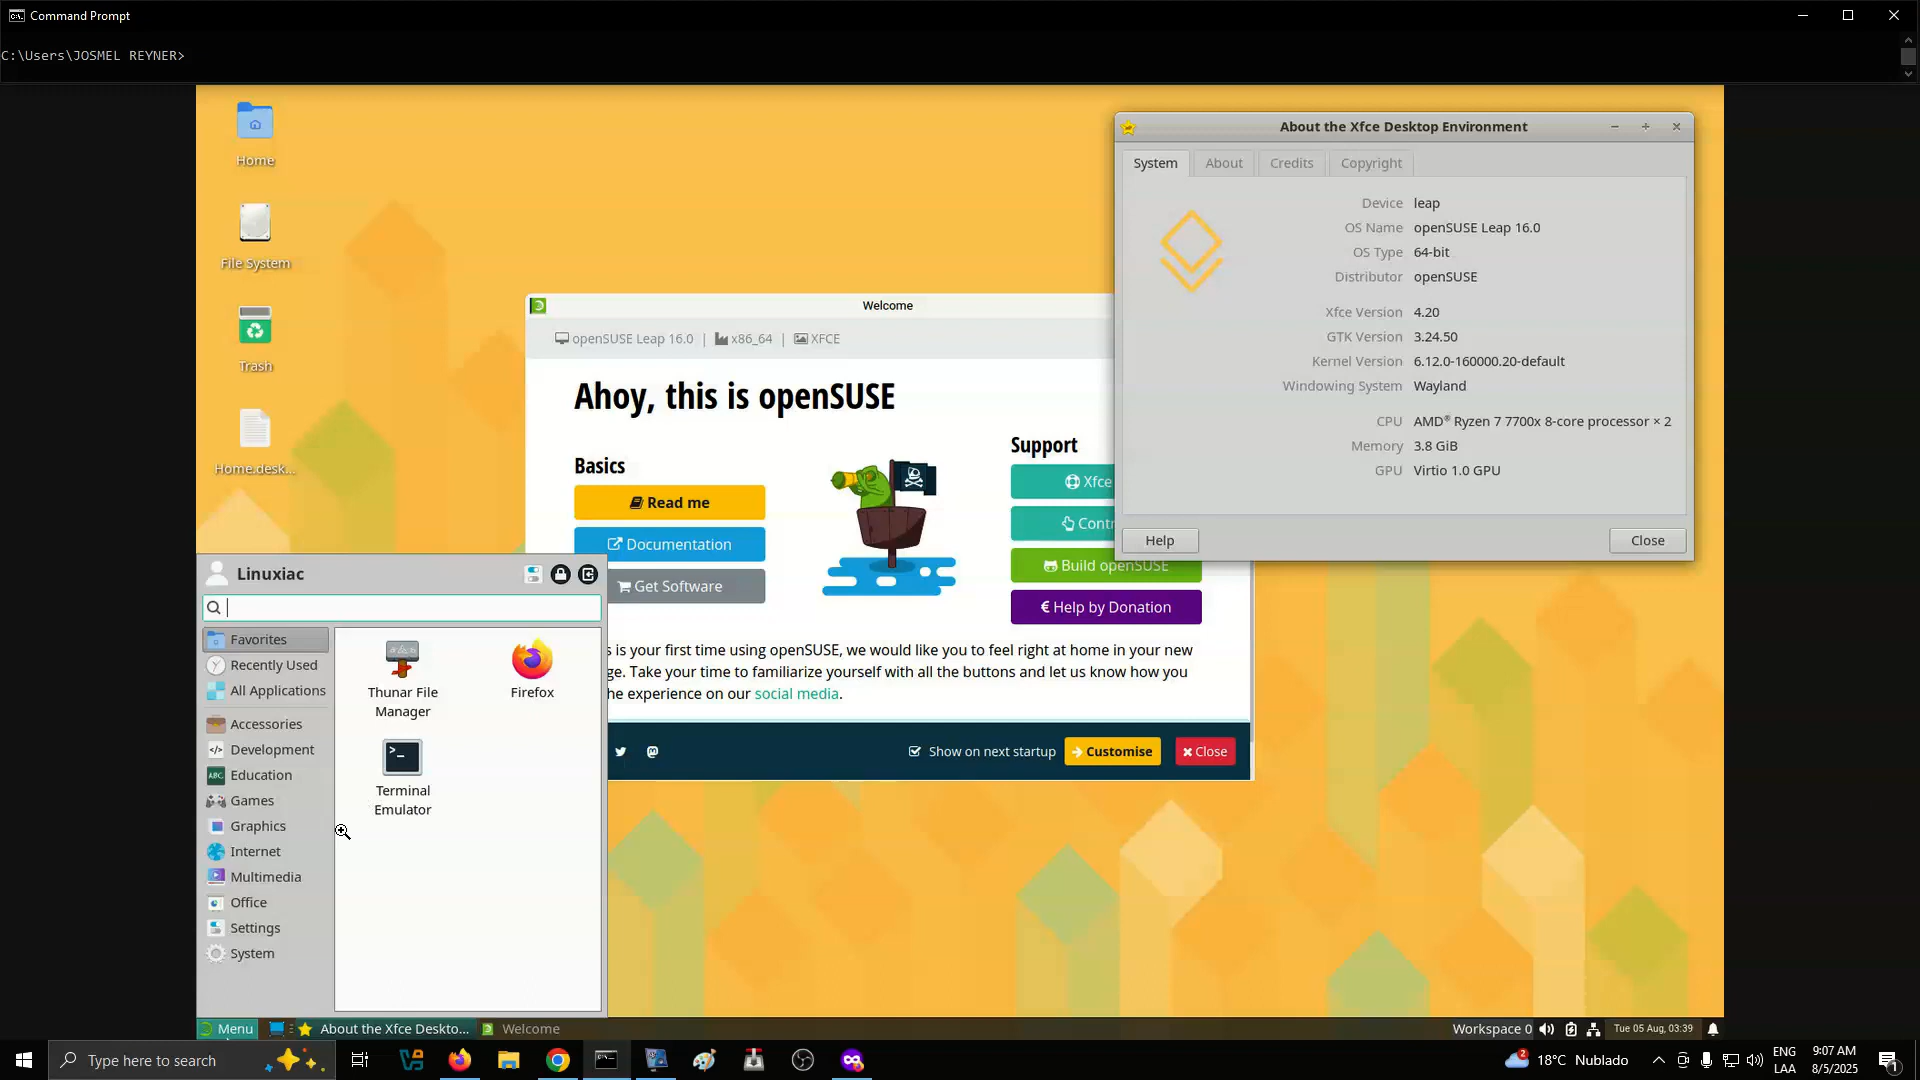 Command Prompt
C:\Users\JOSMEL REYNER>
Home
File System
Trash
Home.desk...
About the Xfce Desktop Environment
System
About
Credits
Copyright
Device leap
OS Name openSUSE Leap 16.0
OS Type 64-bit
Distributor openSUSE
Xfce Version 4.20
GTK Version 3.24.50
Kernel Version 6.12.0-160000.20-default
Windowing System Wayland
CPU AMD® Ryzen 7 7700x 8-core processor × 2
Memory 3.8 GiB
GPU Virtio 1.0 GPU
Help
Close
Welcome
openSUSE Leap 16.0 | x86_64 | XFCE
Ahoy, this is openSUSE
Basics
Read me
Documentation
Get Software
Support
Xfce
Contr
Build openSUSE
Help by Donation
s is your first time using openSUSE, we would like you to feel right at home in your new
ge. Take your time to familiarize yourself with all the buttons and let us know how you
he experience on our social media.
Show on next startup
Customise
Close
Linuxiac
Favorites
Recently Used
All Applications
Accessories
Development
Education
Games
Graphics
Internet
Multimedia
Office
Settings
System
Thunar File
Manager
Firefox
Terminal
Emulator
Menu
About the Xfce Deskto...
Welcome
Workspace 0
Tue 05 Aug, 03:39
Type here to search
2
18°C Nublado
ENG
LAA
9:07 AM
8/5/2025
1